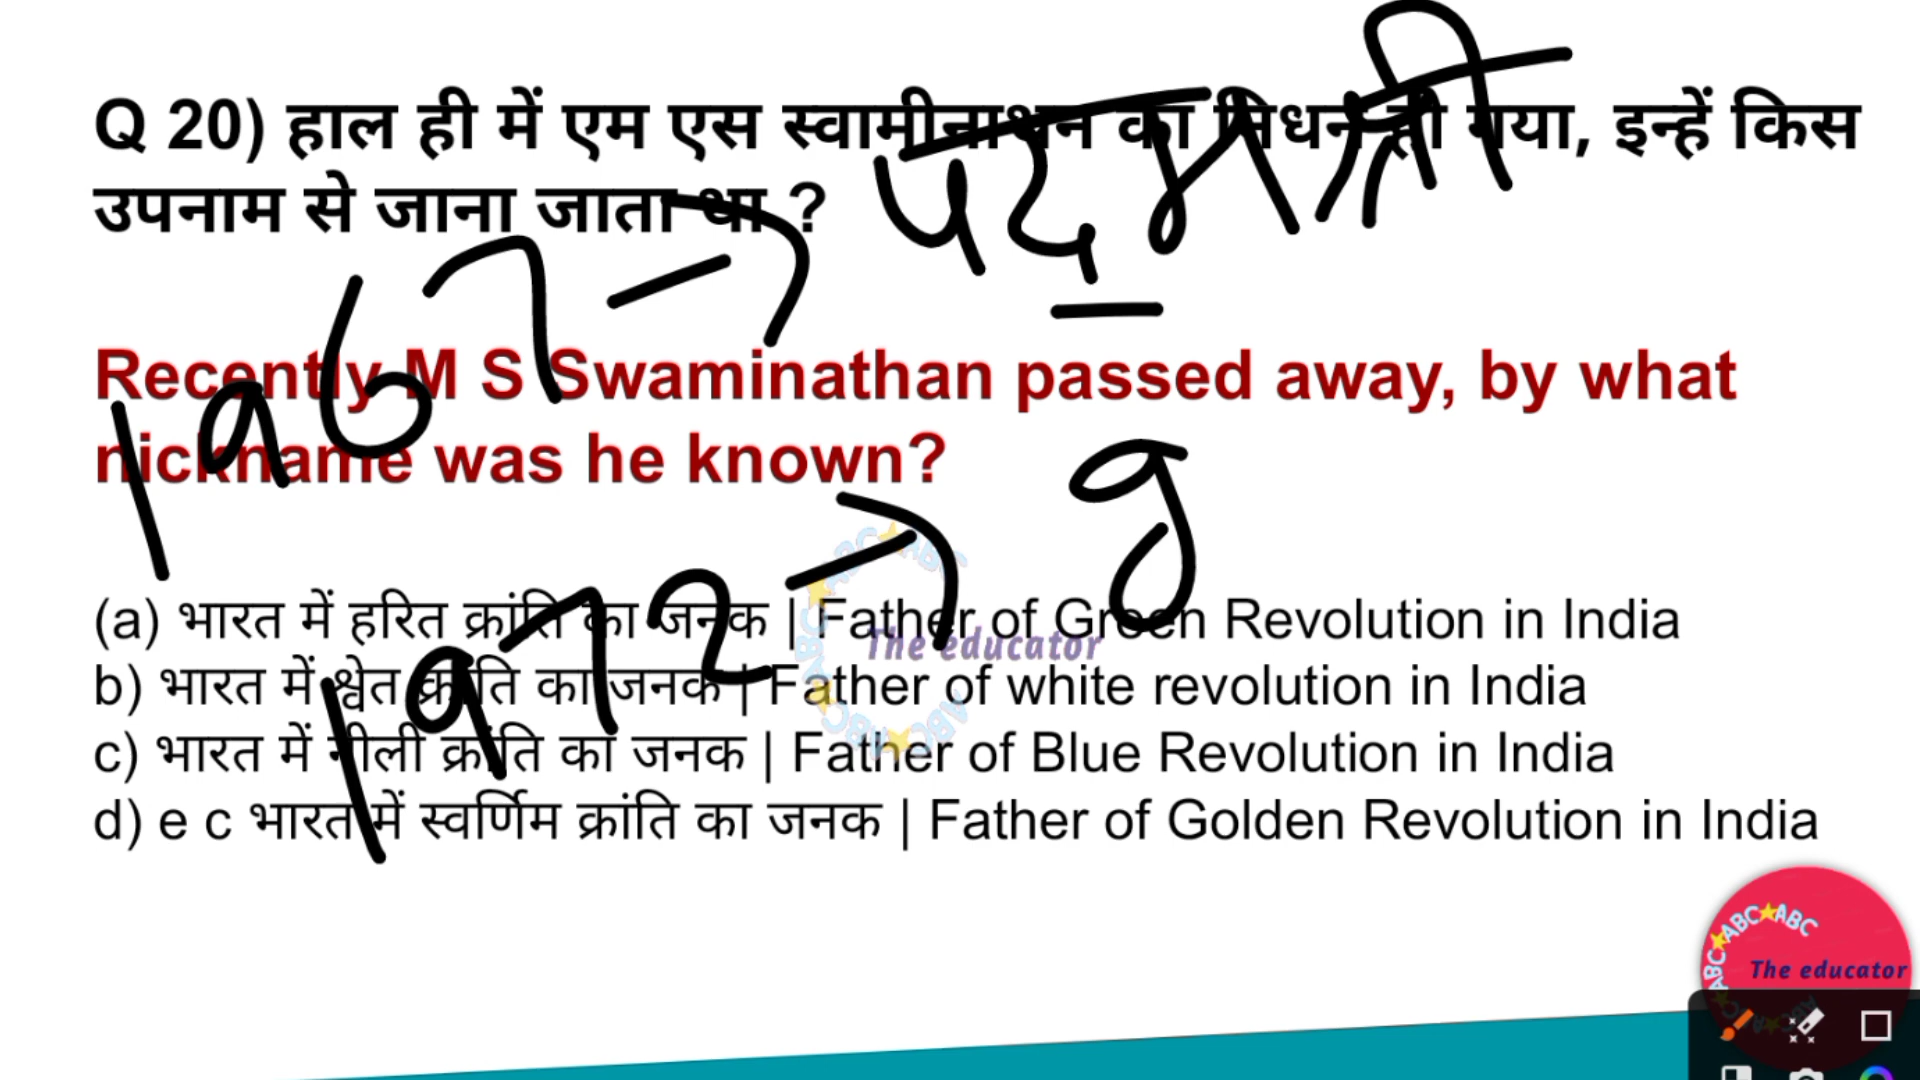 Q 20) हाल ही में एम एस स्वामीनाथन का निधन हो गया, इन्हें किस
उपनाम से जाना जाता था ?
1967 → पदमश्री
Recently M S Swaminathan passed away, by what
nickname was he known?
1972 →
(a) भारत में हरित क्रांति का जनक | Father of Green Revolution in India
b) भारत में श्वेत क्रांति का जनक | Father of white revolution in India
c) भारत में नीली क्रांति का जनक | Father of Blue Revolution in India
d) e c भारत में स्वर्णिम क्रांति का जनक | Father of Golden Revolution in India
The educator
ABC★ABC★ABC
The educator